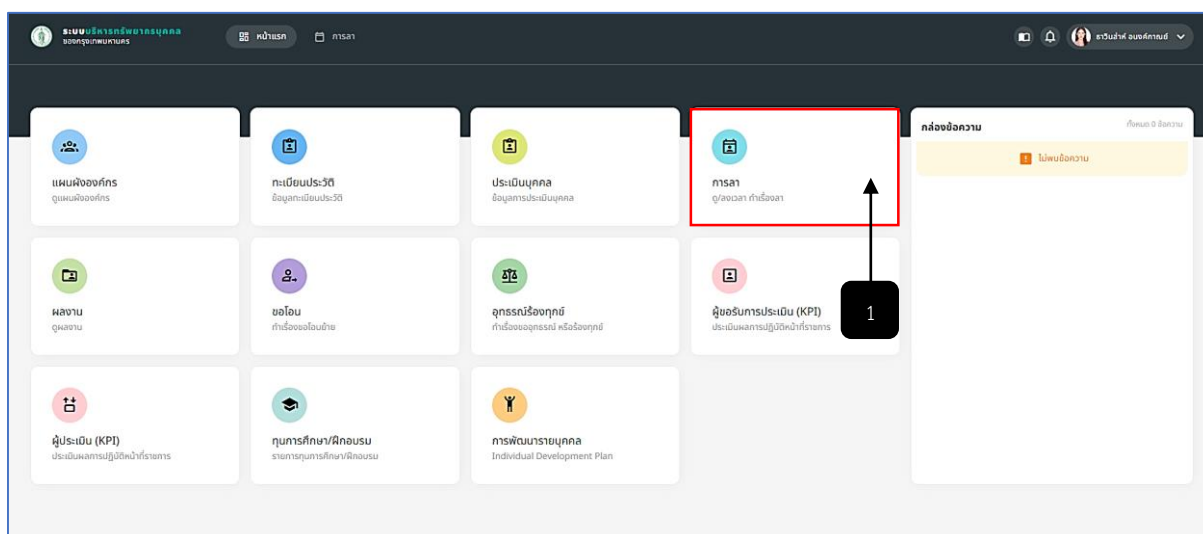 ระบบบริหารทรัพยากรบุคคล
ของกรุงเทพมหานคร
หน้าแรก
การลา
ธาวินส่าห์ อนงค์กาณย์
แผนผังองค์กร
ดูแผนผังองค์กร
ทะเบียนประวัติ
ข้อมูลทะเบียนประวัติ
ประเมินบุคคล
ข้อมูลการประเมินบุคคล
การลา
ดู/ลงเวลา ทำเรื่องลา
กล่องข้อความ
ทั้งหมด 0 ข้อความ
ไม่พบข้อความ
ผลงาน
ดูผลงาน
ขอโอน
ทำเรื่องขอโอนย้าย
อุทธรณ์ร้องทุกข์
ทำเรื่องขออุทธรณ์ หรือร้องทุกข์
ผู้ขอรับการประเมิน (KPI)
ประเมินผลการปฏิบัติหน้าที่ราชการ
1
ผู้ประเมิน (KPI)
ประเมินผลการปฏิบัติหน้าที่ราชการ
ทุนการศึกษา/ฝึกอบรม
รายการทุนการศึกษา/ฝึกอบรม
การพัฒนารายบุคคล
Individual Development Plan